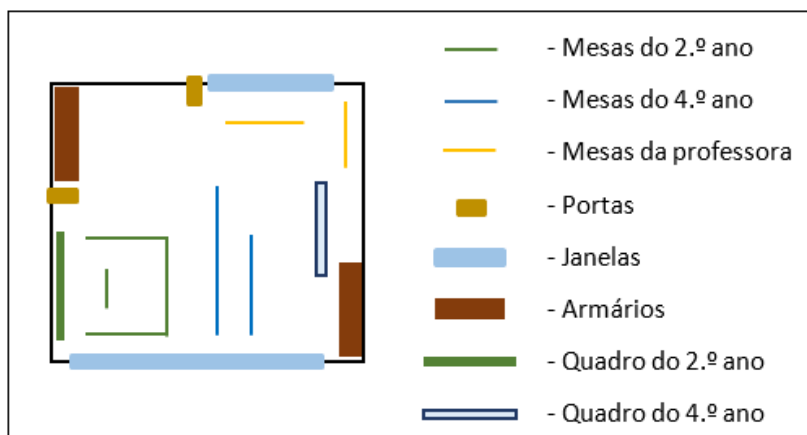 - Mesas do 2.º ano
- Mesas do 4.º ano
- Mesas da professora
- Portas
- Janelas
- Armários
- Quadro do 2.º ano
- Quadro do 4.º ano